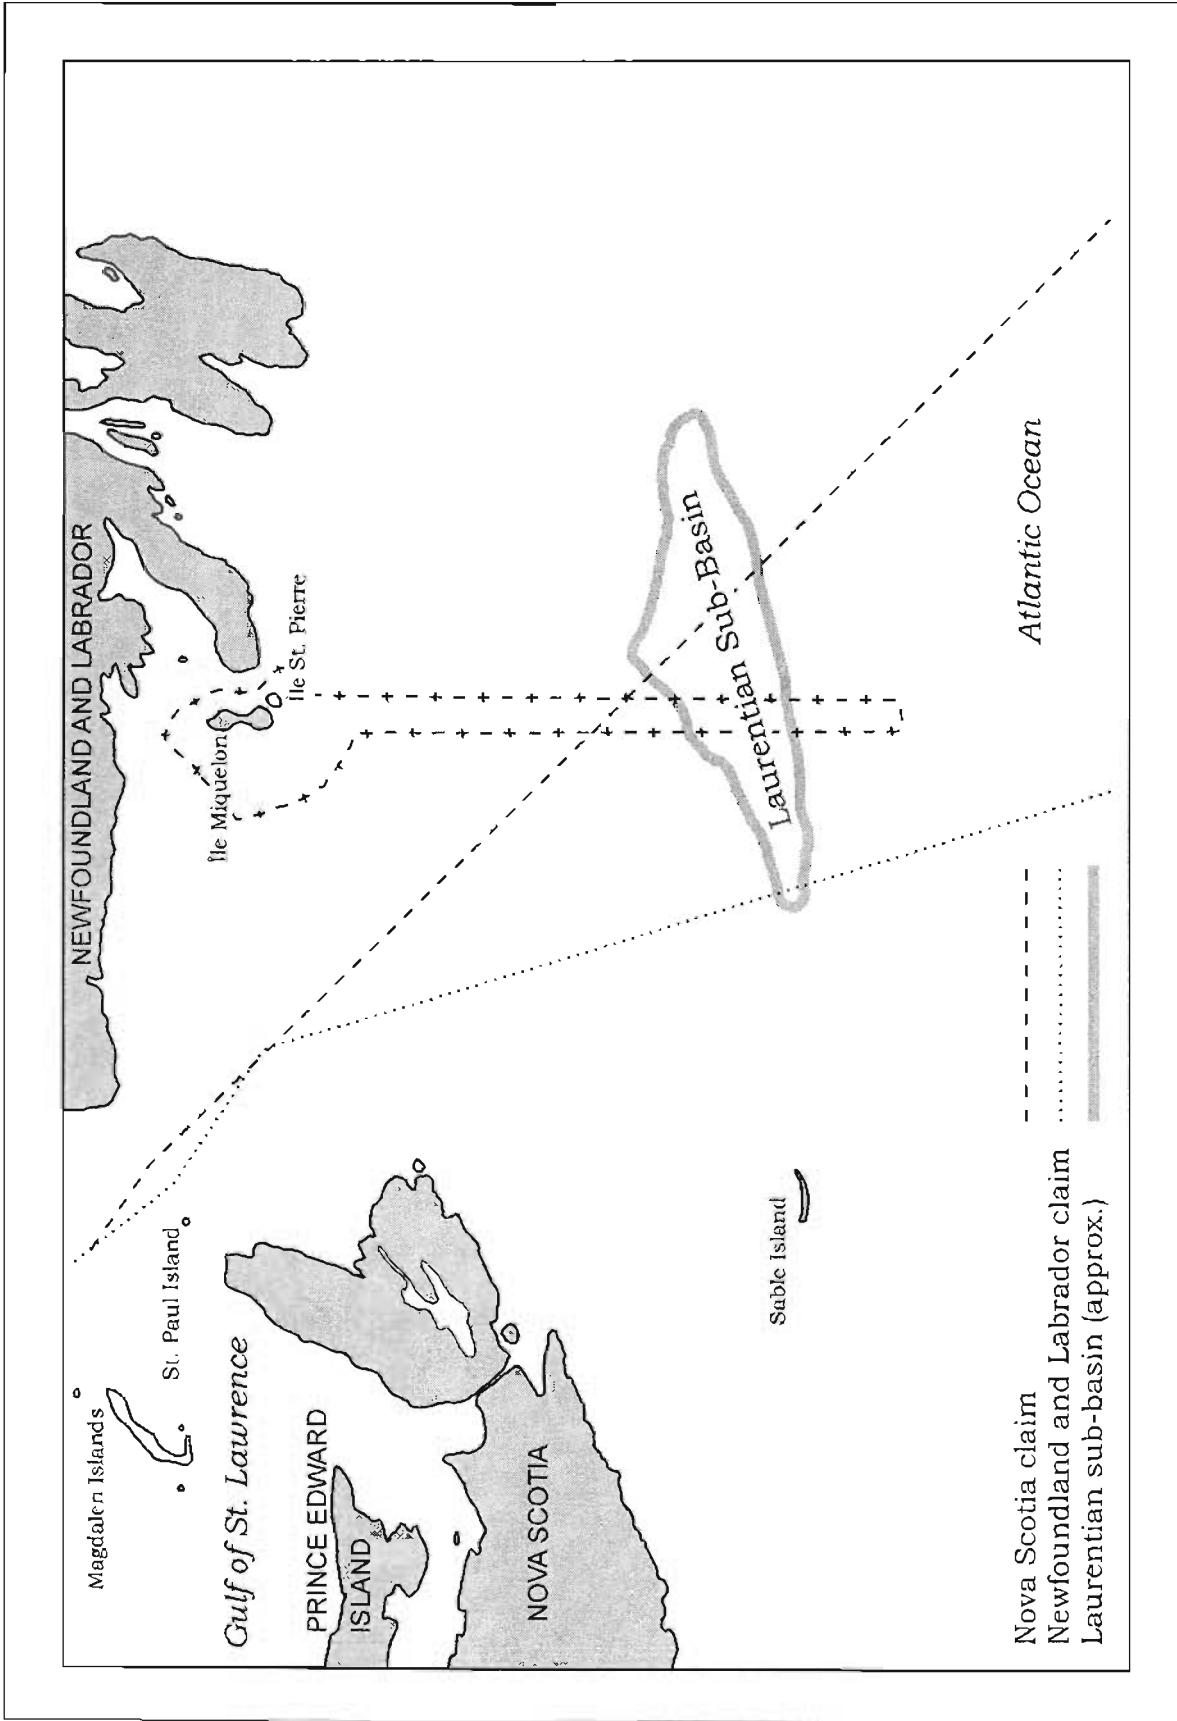 NEWFOUNDLAND AND LABRADOR
Île Miquelon
Île St. Pierre
Magdalen Islands
St. Paul Island
Gulf of St. Lawrence
PRINCE EDWARD
ISLAND
NOVA SCOTIA
Sable Island
Laurentian Sub-Basin
Atlantic Ocean
Nova Scotia claim
Newfoundland and Labrador claim
Laurentian sub-basin (approx.)